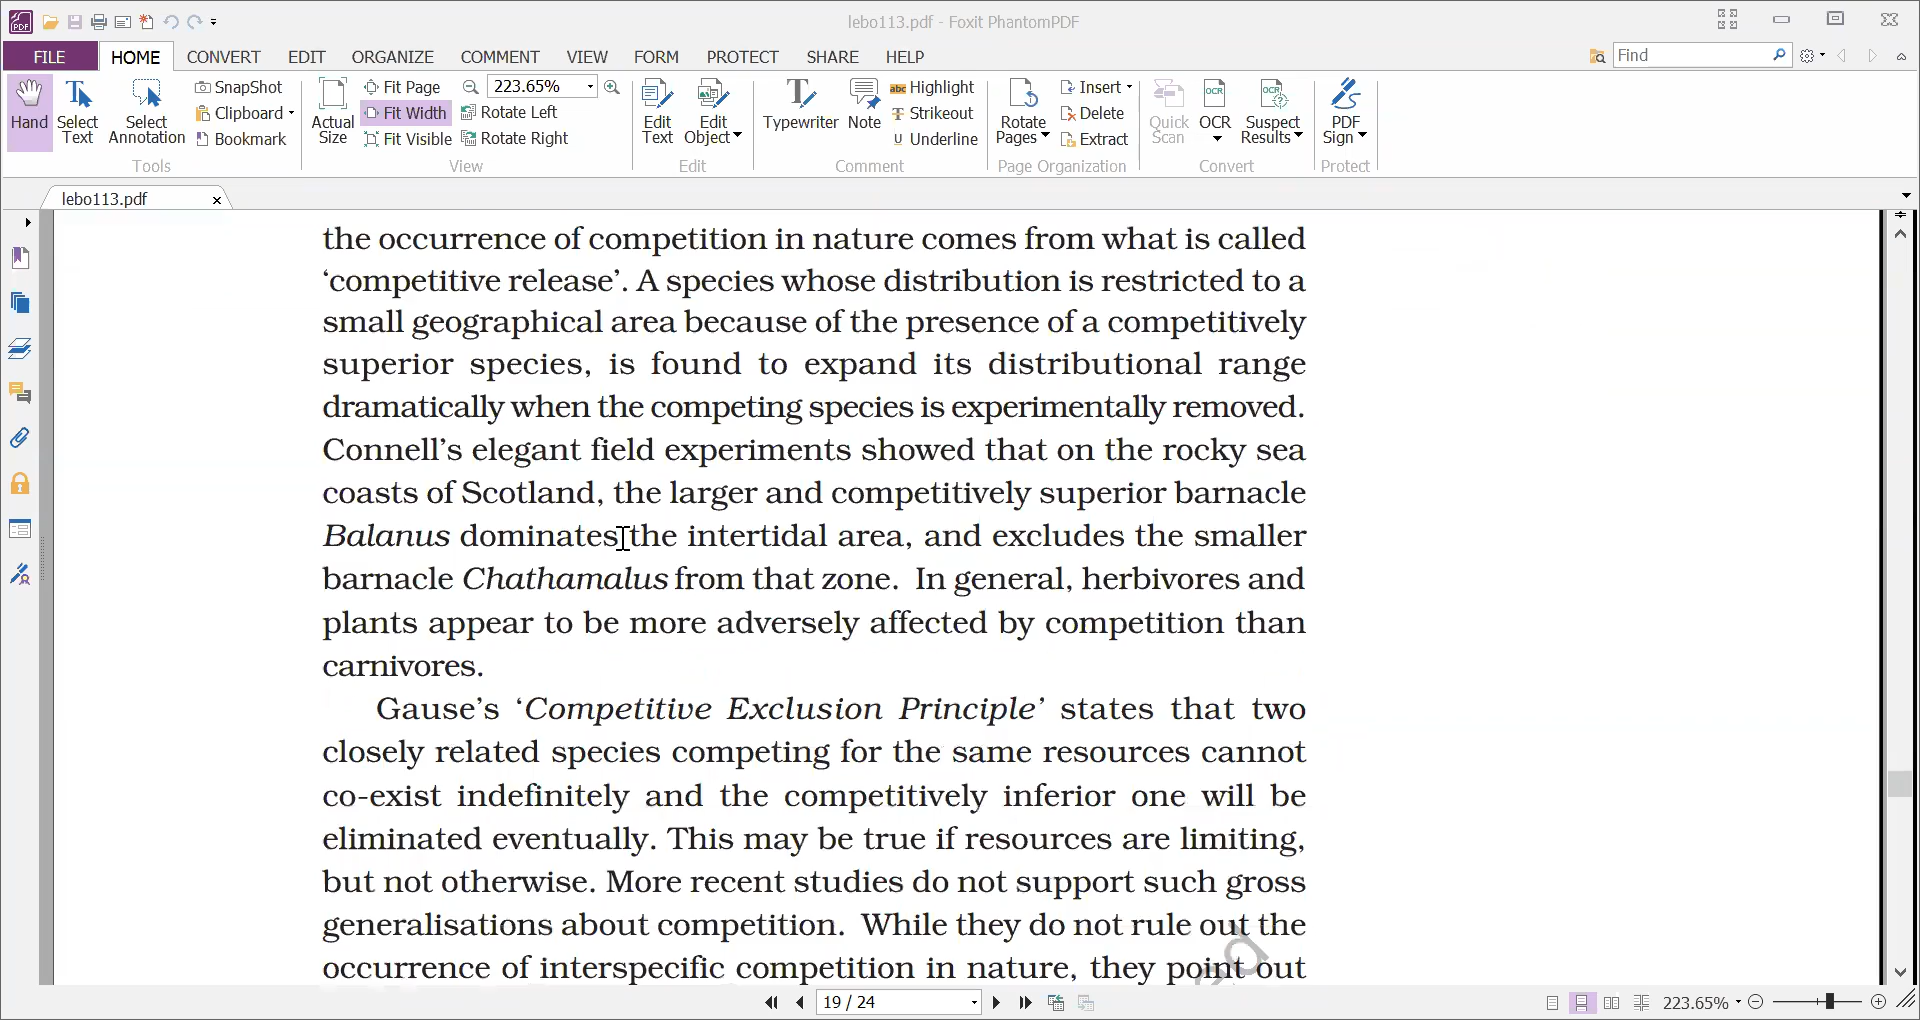 lebo113.pdf - Foxit PhantomPDF
FILE HOME CONVERT EDIT ORGANIZE COMMENT VIEW FORM PROTECT SHARE HELP Find
Hand
Select Text
Select Annotation
SnapShot
Clipboard
Bookmark
Tools
Actual Size
Fit Page
Fit Width
Fit Visible
223.65%
Rotate Left
Rotate Right
View
Edit Text
Edit Object
Edit
Typewriter
Note
abc Highlight
T Strikeout
U Underline
Comment
Rotate Pages
Insert
Delete
Extract
Page Organization
Quick Scan
OCR
OCR
Suspect Results
Convert
PDF Sign
Protect
lebo113.pdf
the occurrence of competition in nature comes from what is called
‘competitive release’. A species whose distribution is restricted to a
small geographical area because of the presence of a competitively
superior species, is found to expand its distributional range
dramatically when the competing species is experimentally removed.
Connell’s elegant field experiments showed that on the rocky sea
coasts of Scotland, the larger and competitively superior barnacle
Balanus dominates the intertidal area, and excludes the smaller
barnacle Chathamalus from that zone. In general, herbivores and
plants appear to be more adversely affected by competition than
carnivores.
Gause’s ‘Competitive Exclusion Principle’ states that two
closely related species competing for the same resources cannot
co-exist indefinitely and the competitively inferior one will be
eliminated eventually. This may be true if resources are limiting,
but not otherwise. More recent studies do not support such gross
generalisations about competition. While they do not rule out the
occurrence of interspecific competition in nature, they point out
19 / 24
223.65%